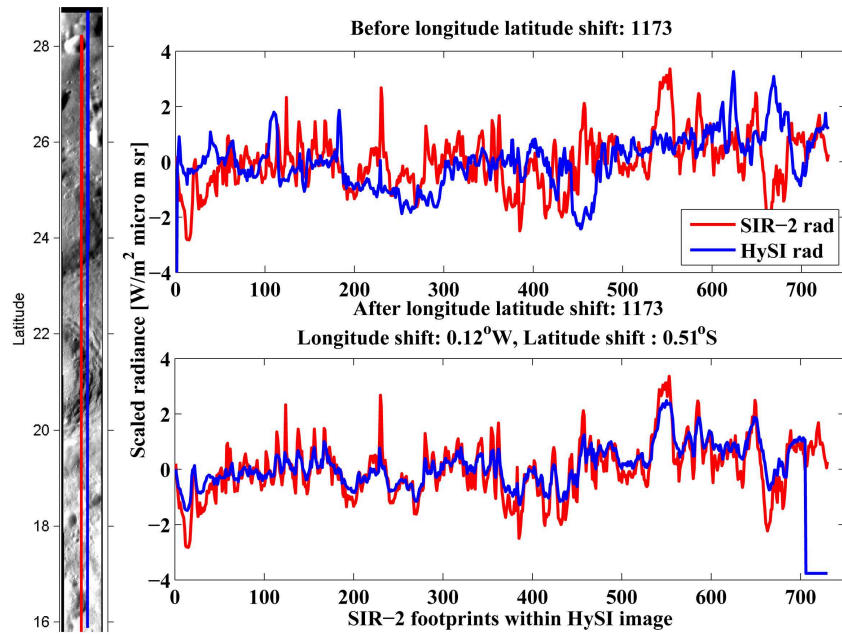 Latitude
28
26
24
22
20
18
16
Scaled radiance [W/m² micro m sr]
Before longitude latitude shift: 1173
4
2
0
−2
−4
0 100 200 300 400 500 600 700
SIR−2 rad
HySI rad
After longitude latitude shift: 1173
Longitude shift: 0.12°W, Latitude shift : 0.51°S
4
2
0
−2
−4
0 100 200 300 400 500 600 700
SIR−2 footprints within HySI image